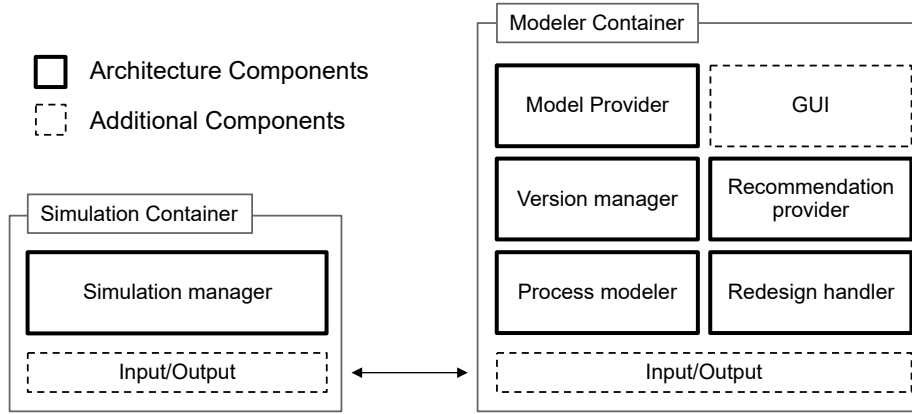 Architecture Components
Additional Components
Simulation Container
Simulation manager
Input/Output
Modeler Container
Model Provider
GUI
Version manager
Recommendation
provider
Process modeler
Redesign handler
Input/Output